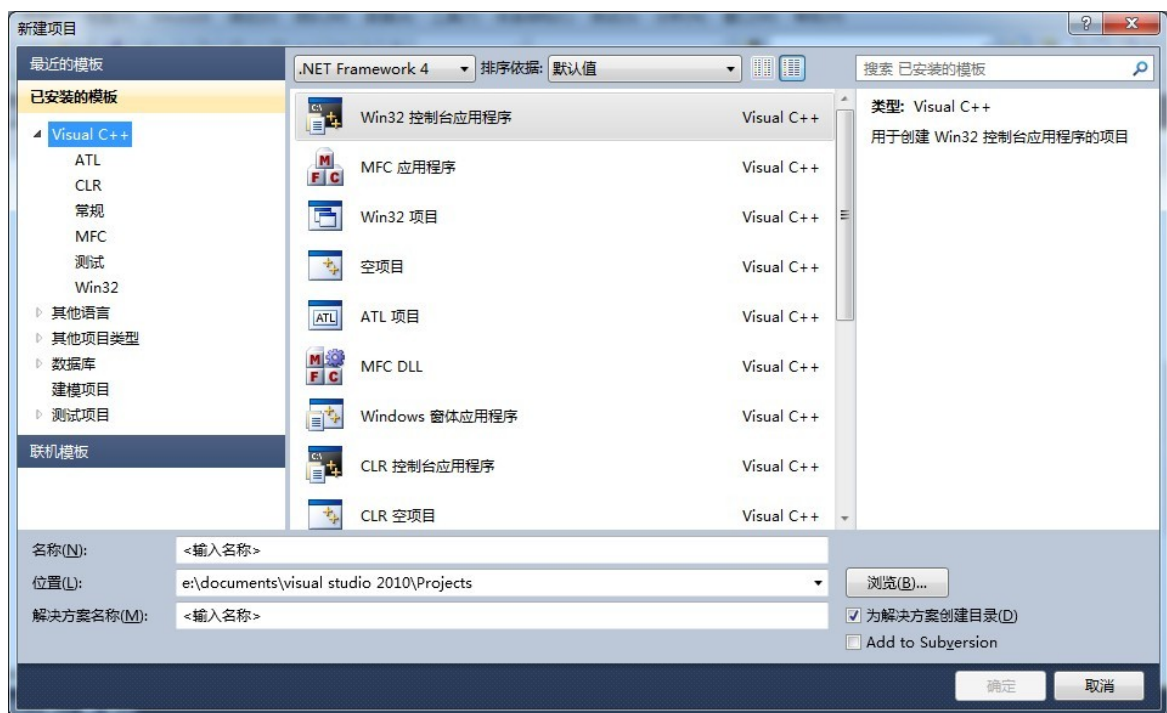 新建项目
最近的模板
已安装的模板
Visual C++
ATL
CLR
常规
MFC
测试
Win32
其他语言
其他项目类型
数据库
建模项目
测试项目
联机模板
.NET Framework 4 排序依据: 默认值
Win32 控制台应用程序 Visual C++
MFC 应用程序 Visual C++
Win32 项目 Visual C++
空项目 Visual C++
ATL 项目 Visual C++
MFC DLL Visual C++
Windows 窗体应用程序 Visual C++
CLR 控制台应用程序 Visual C++
CLR 空项目 Visual C++
搜索 已安装的模板
类型: Visual C++
用于创建 Win32 控制台应用程序的项目
名称(N): <输入名称>
位置(L): e:\documents\visual studio 2010\Projects 浏览(B)...
解决方案名称(M): <输入名称> 为解决方案创建目录(D)
Add to Subversion
确定 取消